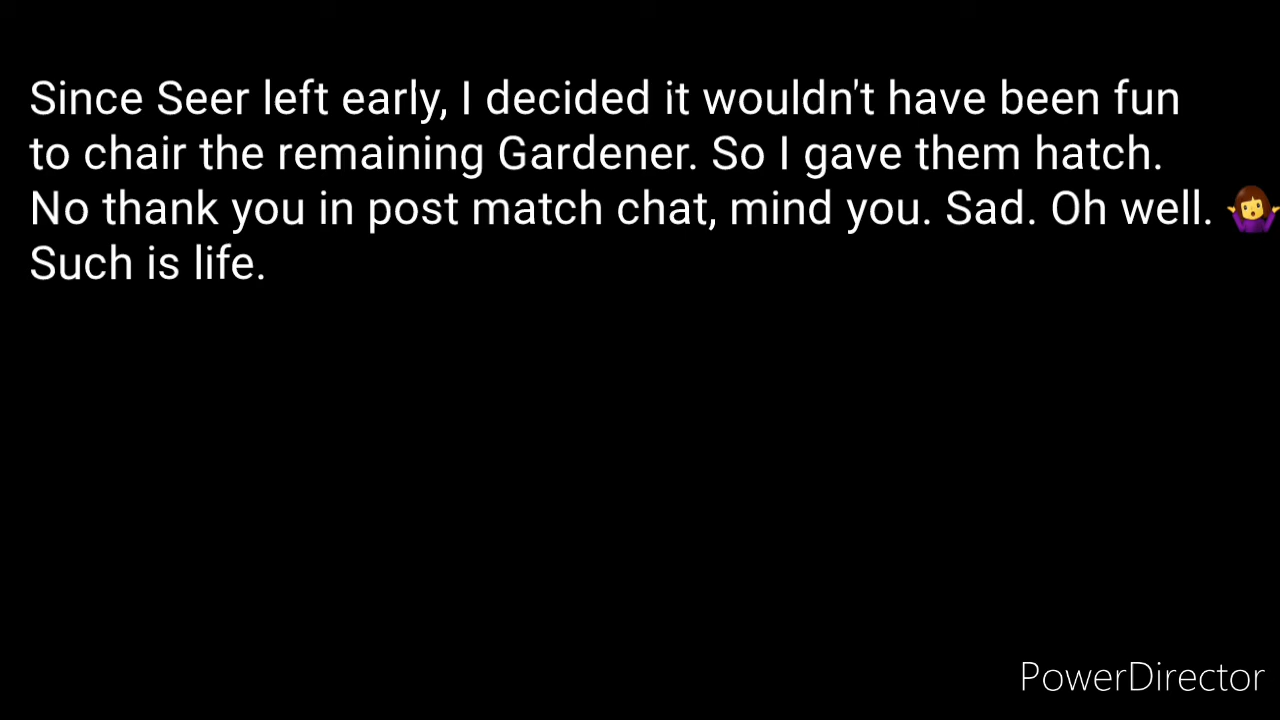 Since Seer left early, I decided it wouldn't have been fun
to chair the remaining Gardener. So I gave them hatch.
No thank you in post match chat, mind you. Sad. Oh well. 🤷‍♀️
Such is life.
PowerDirector